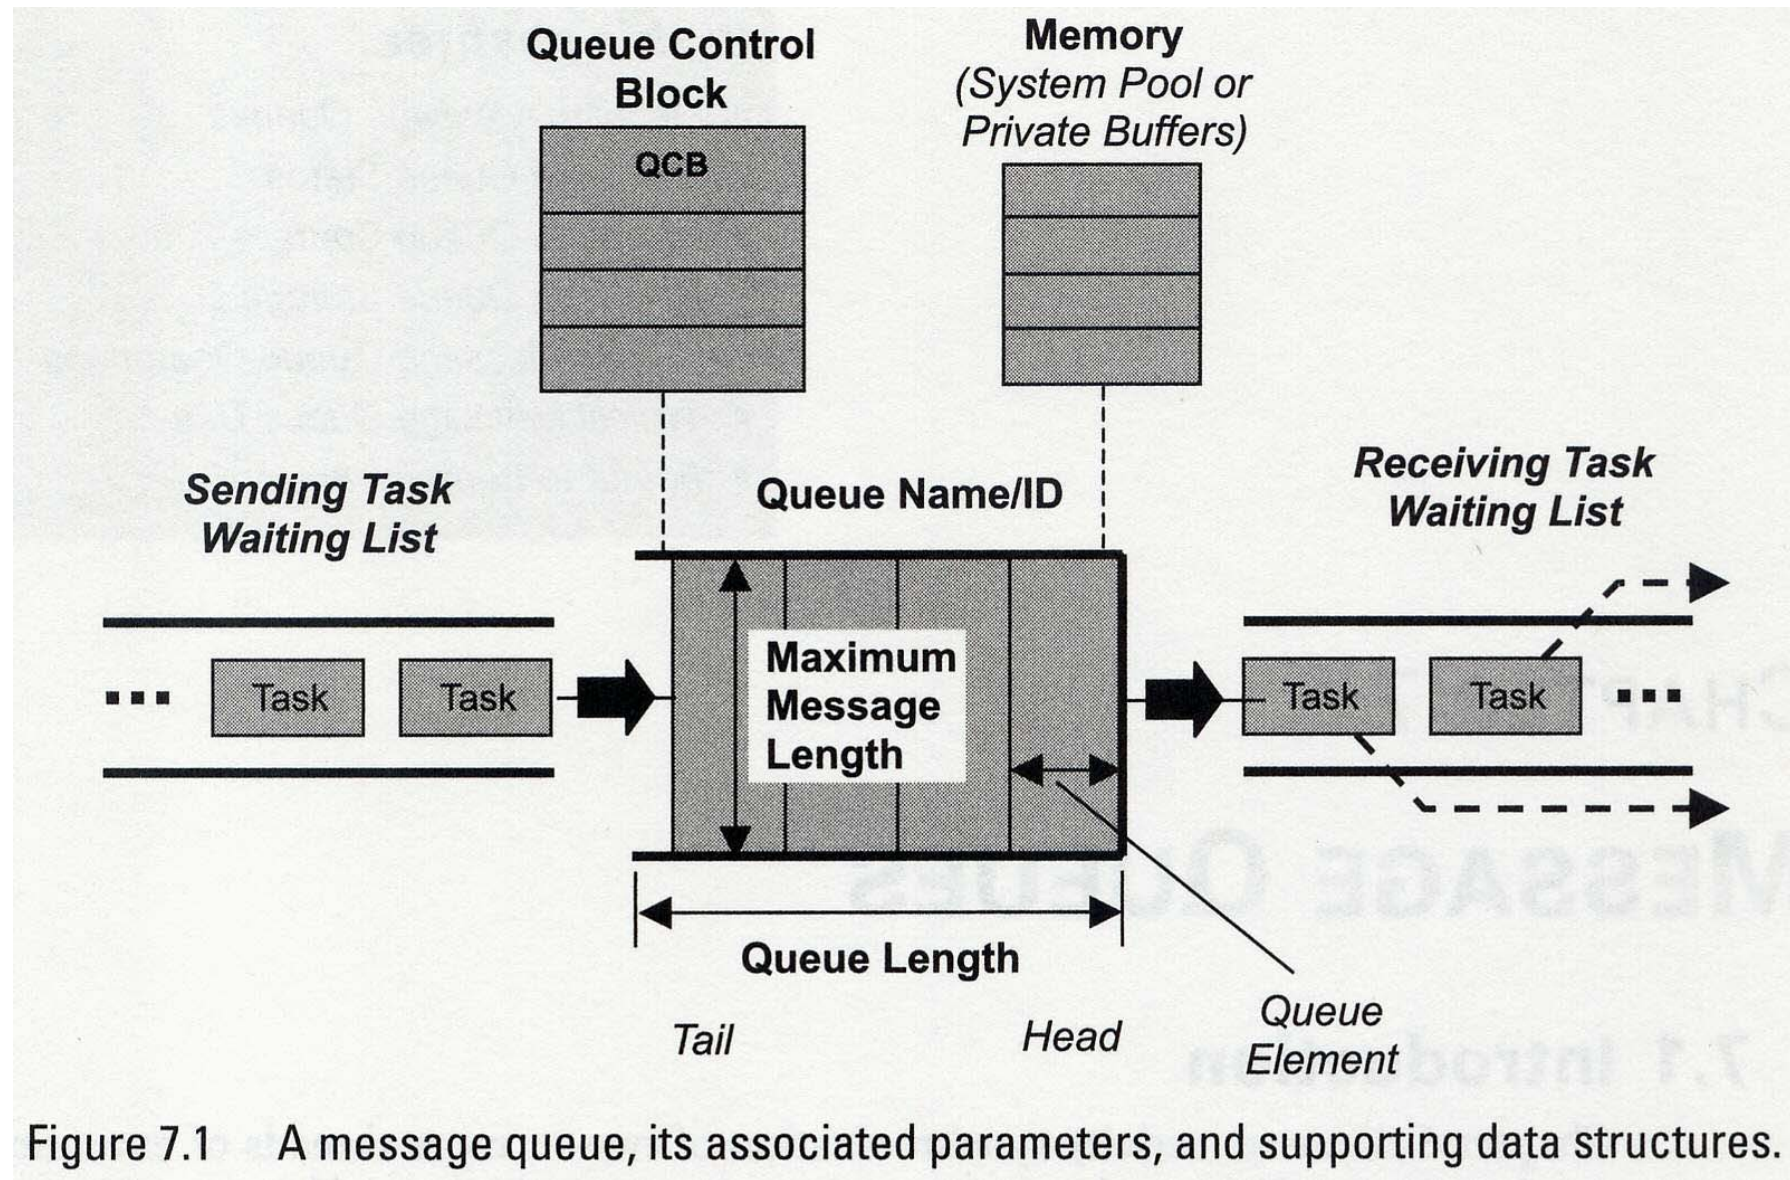 Queue Control
Block
QCB
Memory
(System Pool or
Private Buffers)
Sending Task
Waiting List
Queue Name/ID
Receiving Task
Waiting List
Task
Task
Maximum
Message
Length
Task
Task
Queue Length
Tail
Head
Queue
Element
Figure 7.1 A message queue, its associated parameters, and supporting data structures.